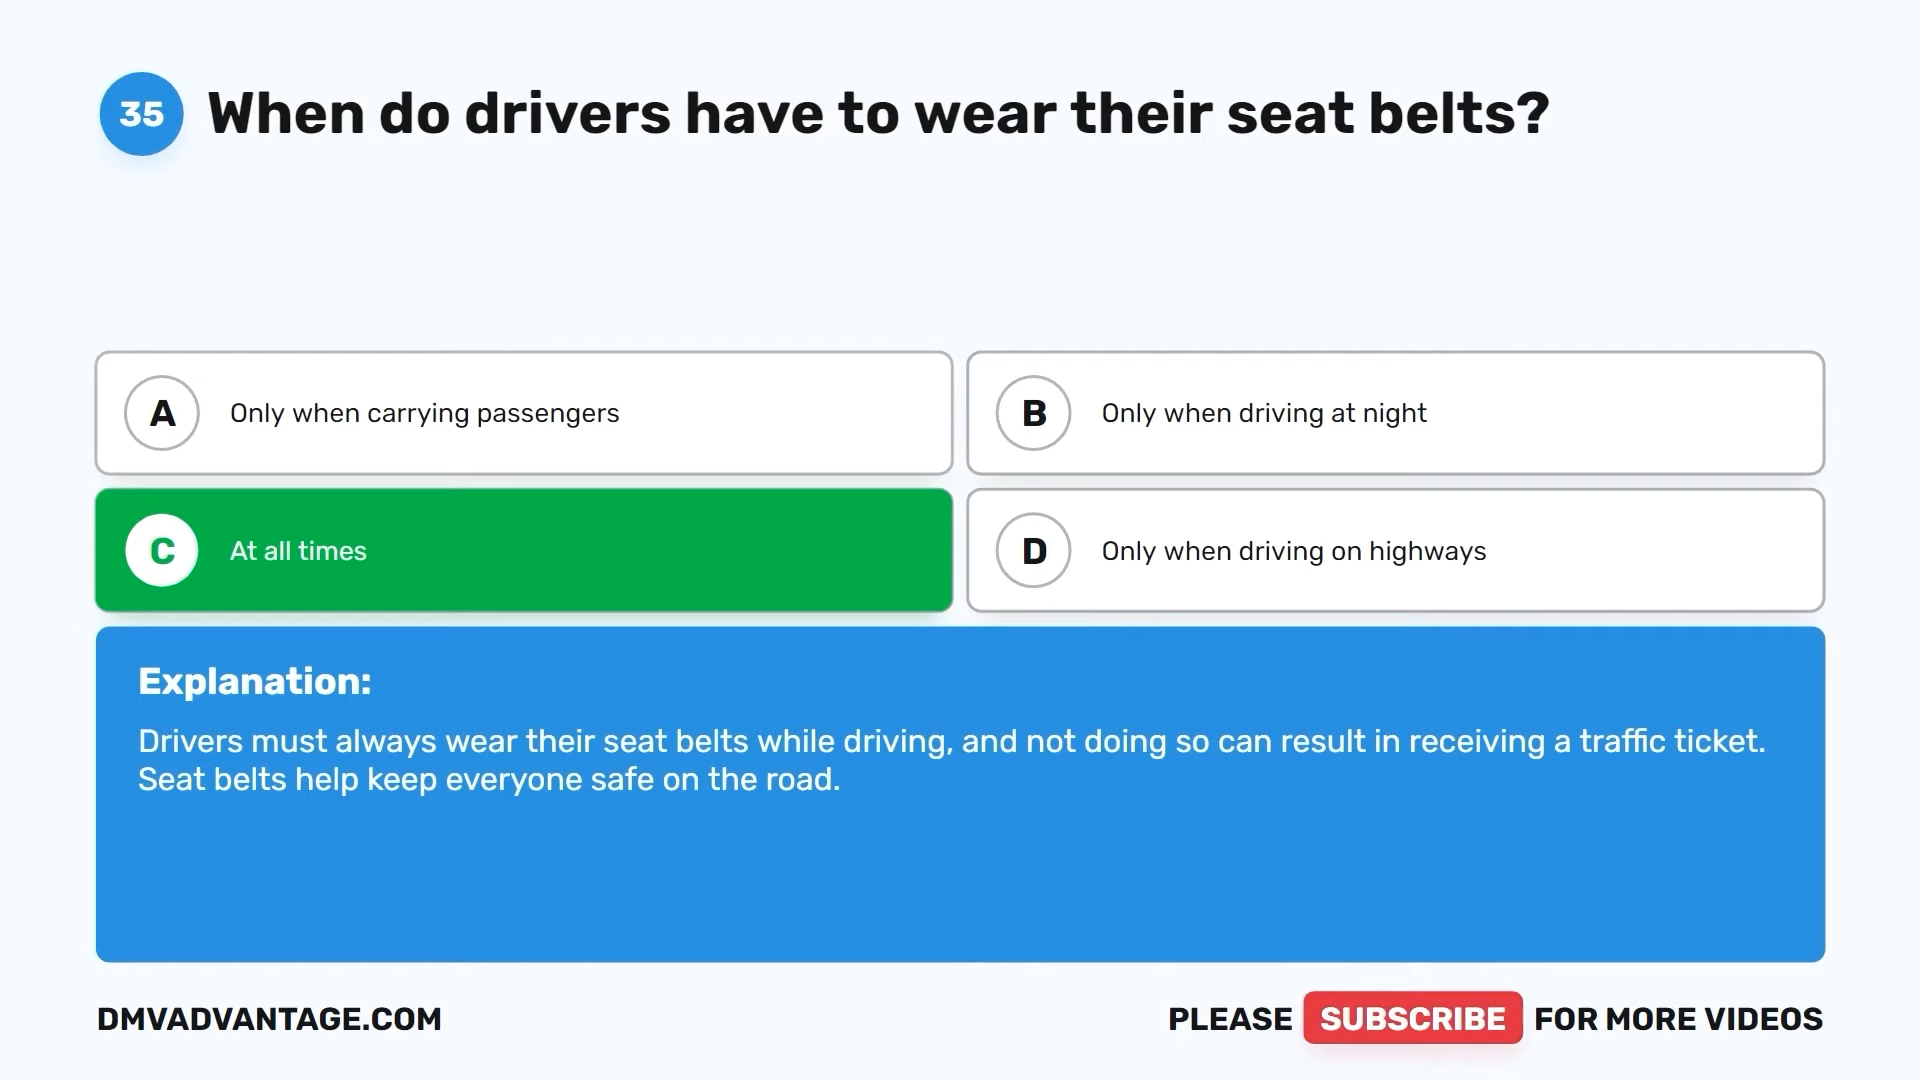 35 When do drivers have to wear their seat belts?
A Only when carrying passengers
B Only when driving at night
C At all times
D Only when driving on highways
Explanation:
Drivers must always wear their seat belts while driving, and not doing so can result in receiving a traffic ticket.
Seat belts help keep everyone safe on the road.
DMVADVANTAGE.COM
PLEASE SUBSCRIBE FOR MORE VIDEOS